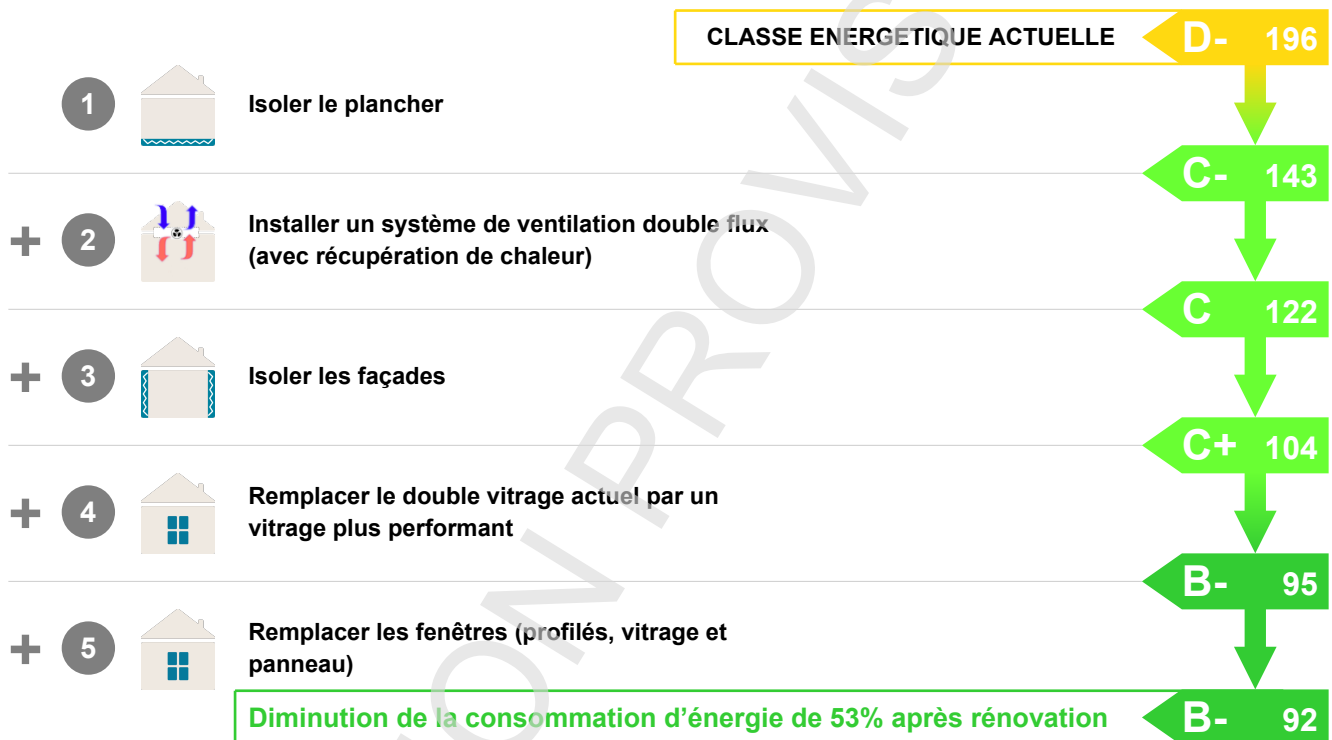 CLASSE ENERGETIQUE ACTUELLE D- 196
1 Isoler le plancher
C- 143
+ 2 Installer un système de ventilation double flux
(avec récupération de chaleur)
C 122
+ 3 Isoler les façades
C+ 104
+ 4 Remplacer le double vitrage actuel par un
vitrage plus performant
B- 95
+ 5 Remplacer les fenêtres (profilés, vitrage et
panneau)
Diminution de la consommation d’énergie de 53% après rénovation B- 92
ON PROVIS